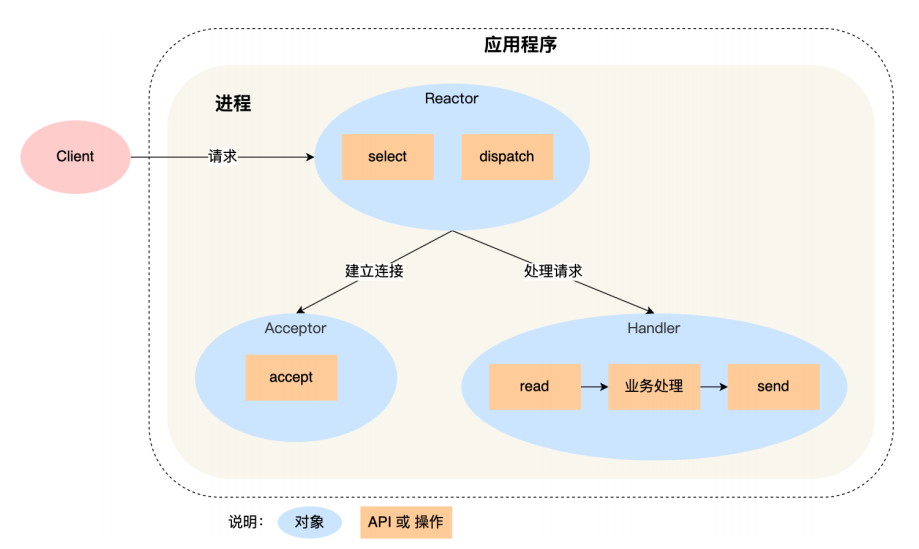 应用程序
进程
Reactor
select
dispatch
Client
请求
建立连接
处理请求
Acceptor
accept
Handler
read
业务处理
send
说明：
对象
API 或 操作